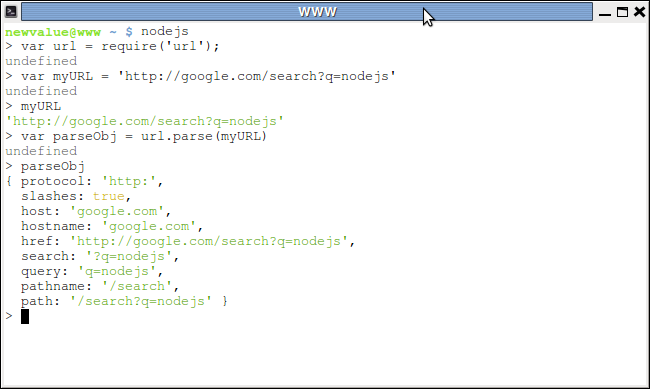 WWW
newvalue@www ~ $ nodejs
> var url = require('url');
undefined
> var myURL = 'http://google.com/search?q=nodejs'
undefined
> myURL
'http://google.com/search?q=nodejs'
> var parseObj = url.parse(myURL)
undefined
> parseObj
{ protocol: 'http:',
  slashes: true,
  host: 'google.com',
  hostname: 'google.com',
  href: 'http://google.com/search?q=nodejs',
  search: '?q=nodejs',
  query: 'q=nodejs',
  pathname: '/search',
  path: '/search?q=nodejs' }
>